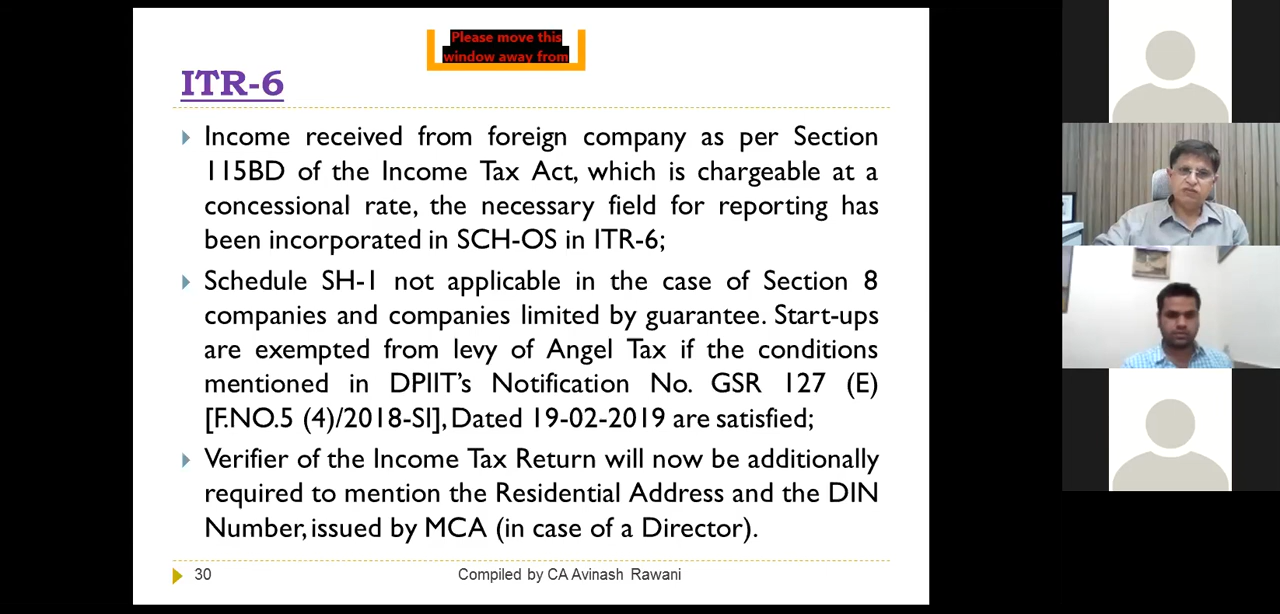 Please move this
window away from
ITR-6
Income received from foreign company as per Section
115BD of the Income Tax Act, which is chargeable at a
concessional rate, the necessary field for reporting has
been incorporated in SCH-OS in ITR-6;
Schedule SH-1 not applicable in the case of Section 8
companies and companies limited by guarantee. Start-ups
are exempted from levy of Angel Tax if the conditions
mentioned in DPIIT's Notification No. GSR 127 (E)
[F.NO.5 (4)/2018-SI], Dated 19-02-2019 are satisfied;
Verifier of the Income Tax Return will now be additionally
required to mention the Residential Address and the DIN
Number, issued by MCA (in case of a Director).
30 Compiled by CA Avinash Rawani